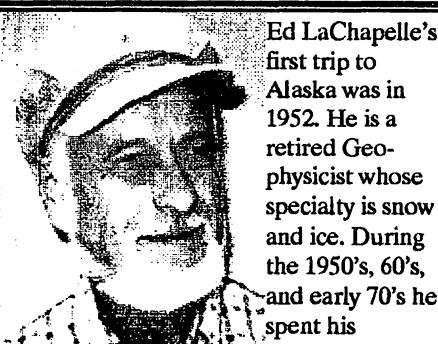 Ed LaChapelle's
first trip to
Alaska was in
1952. He is a
retired Geo-
physicist whose
specialty is snow
and ice. During
the 1950's, 60's,
and early 70's he
spent his